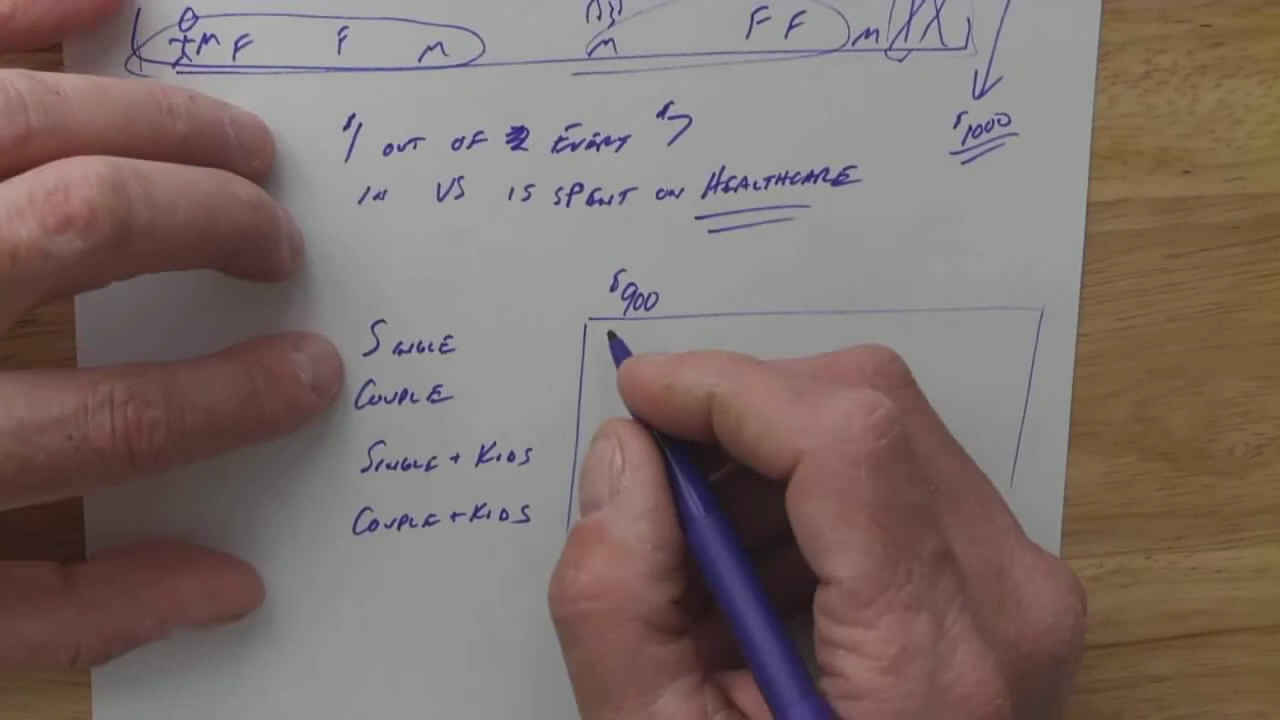 M F F M M F F M X X
$1000
$1 OUT OF EVERY $7
IN US IS SPENT ON HEALTHCARE
$900
SINGLE
COUPLE
SINGLE + KIDS
COUPLE + KIDS